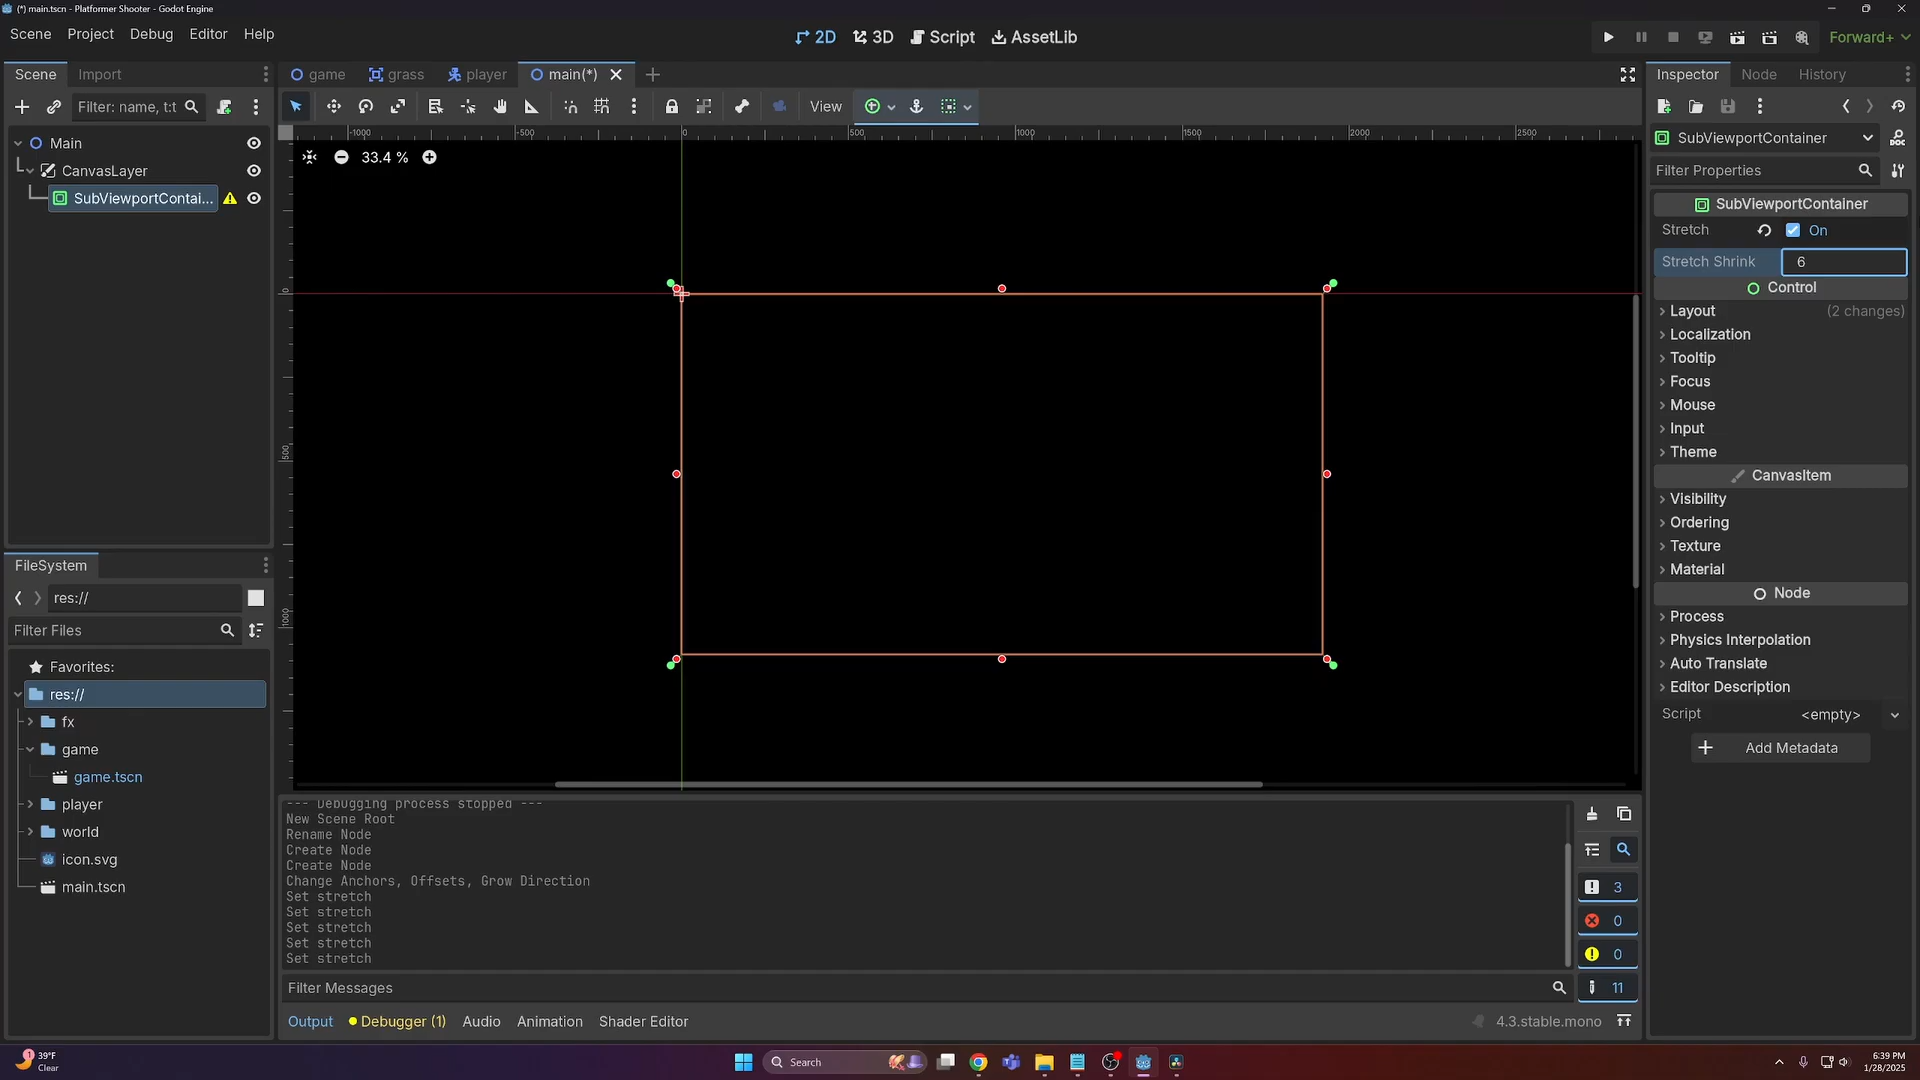 (*) main.tscn - Platformer Shooter - Godot Engine
Scene Project Debug Editor Help
2D 3D Script AssetLib
Forward+
Scene Import
game grass player main(*)
Inspector Node History
Filter: name, t:t
View
SubViewportContainer
Filter Properties
-1000 -500 0 500 1000 1500 2000 2500
33.4 %
0
500
1000
Main
CanvasLayer
SubViewportContai...
SubViewportContainer
Stretch On
Stretch Shrink 6
Control
Layout (2 changes)
Localization
Tooltip
Focus
Mouse
Input
Theme
CanvasItem
Visibility
Ordering
Texture
Material
Node
Process
Physics Interpolation
Auto Translate
Editor Description
Script <empty>
Add Metadata
FileSystem
res://
Filter Files
Favorites:
res://
fx
game
game.tscn
player
world
icon.svg
main.tscn
--- Debugging process stopped ---
New Scene Root
Rename Node
Create Node
Create Node
Change Anchors, Offsets, Grow Direction
Set stretch
Set stretch
Set stretch
Set stretch
Set stretch
3
0
0
11
Filter Messages
Output Debugger (1) Audio Animation Shader Editor
4.3.stable.mono
1
39°F
Clear
Search
6:39 PM
1/28/2025